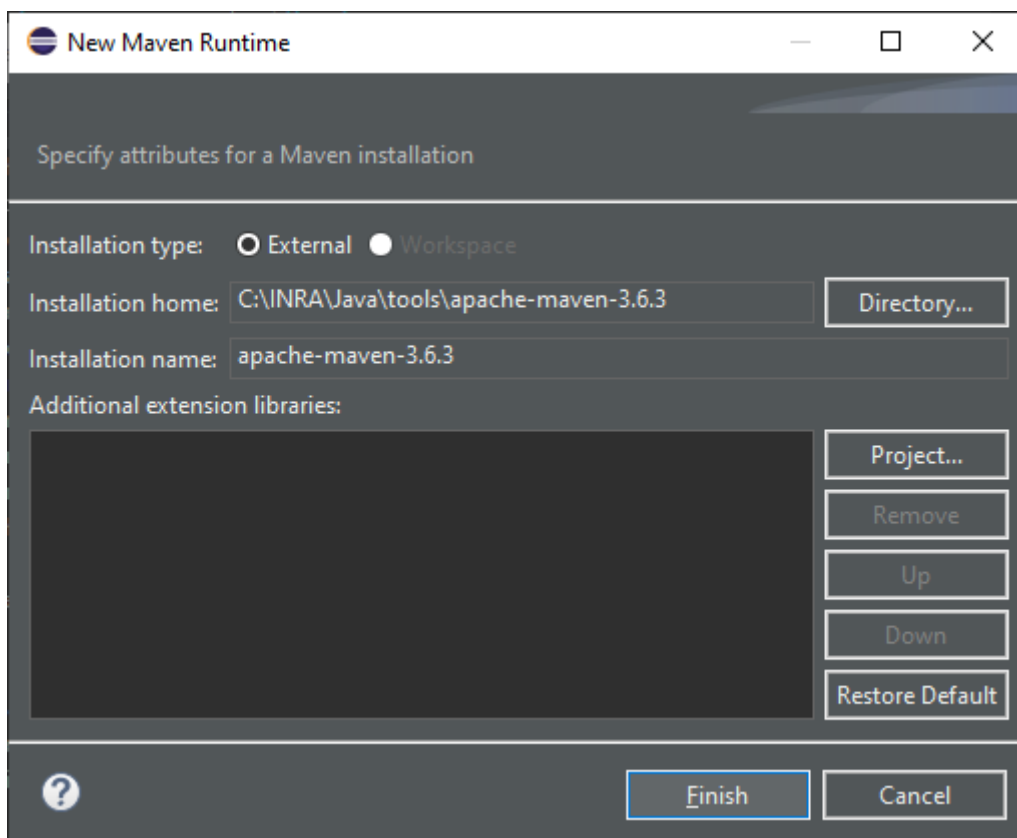 New Maven Runtime
Specify attributes for a Maven installation
Installation type: External Workspace
Installation home: C:\INRA\Java\tools\apache-maven-3.6.3 Directory...
Installation name: apache-maven-3.6.3
Additional extension libraries:
Project...
Remove
Up
Down
Restore Default
? Finish Cancel